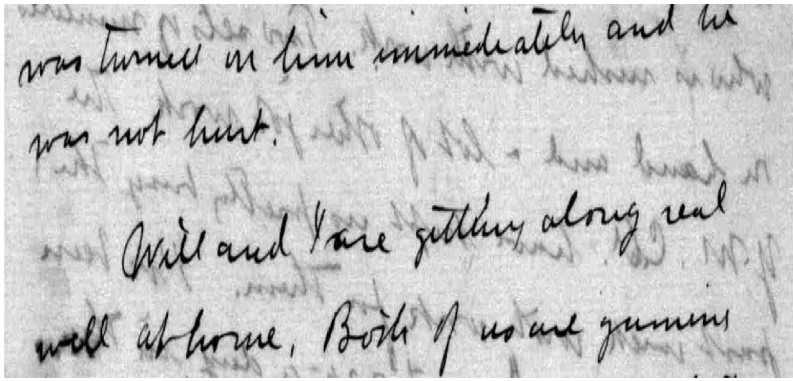 was turned on him immediately and he
was not hurt.
Will and I are getting along real
well at home. Both of us are